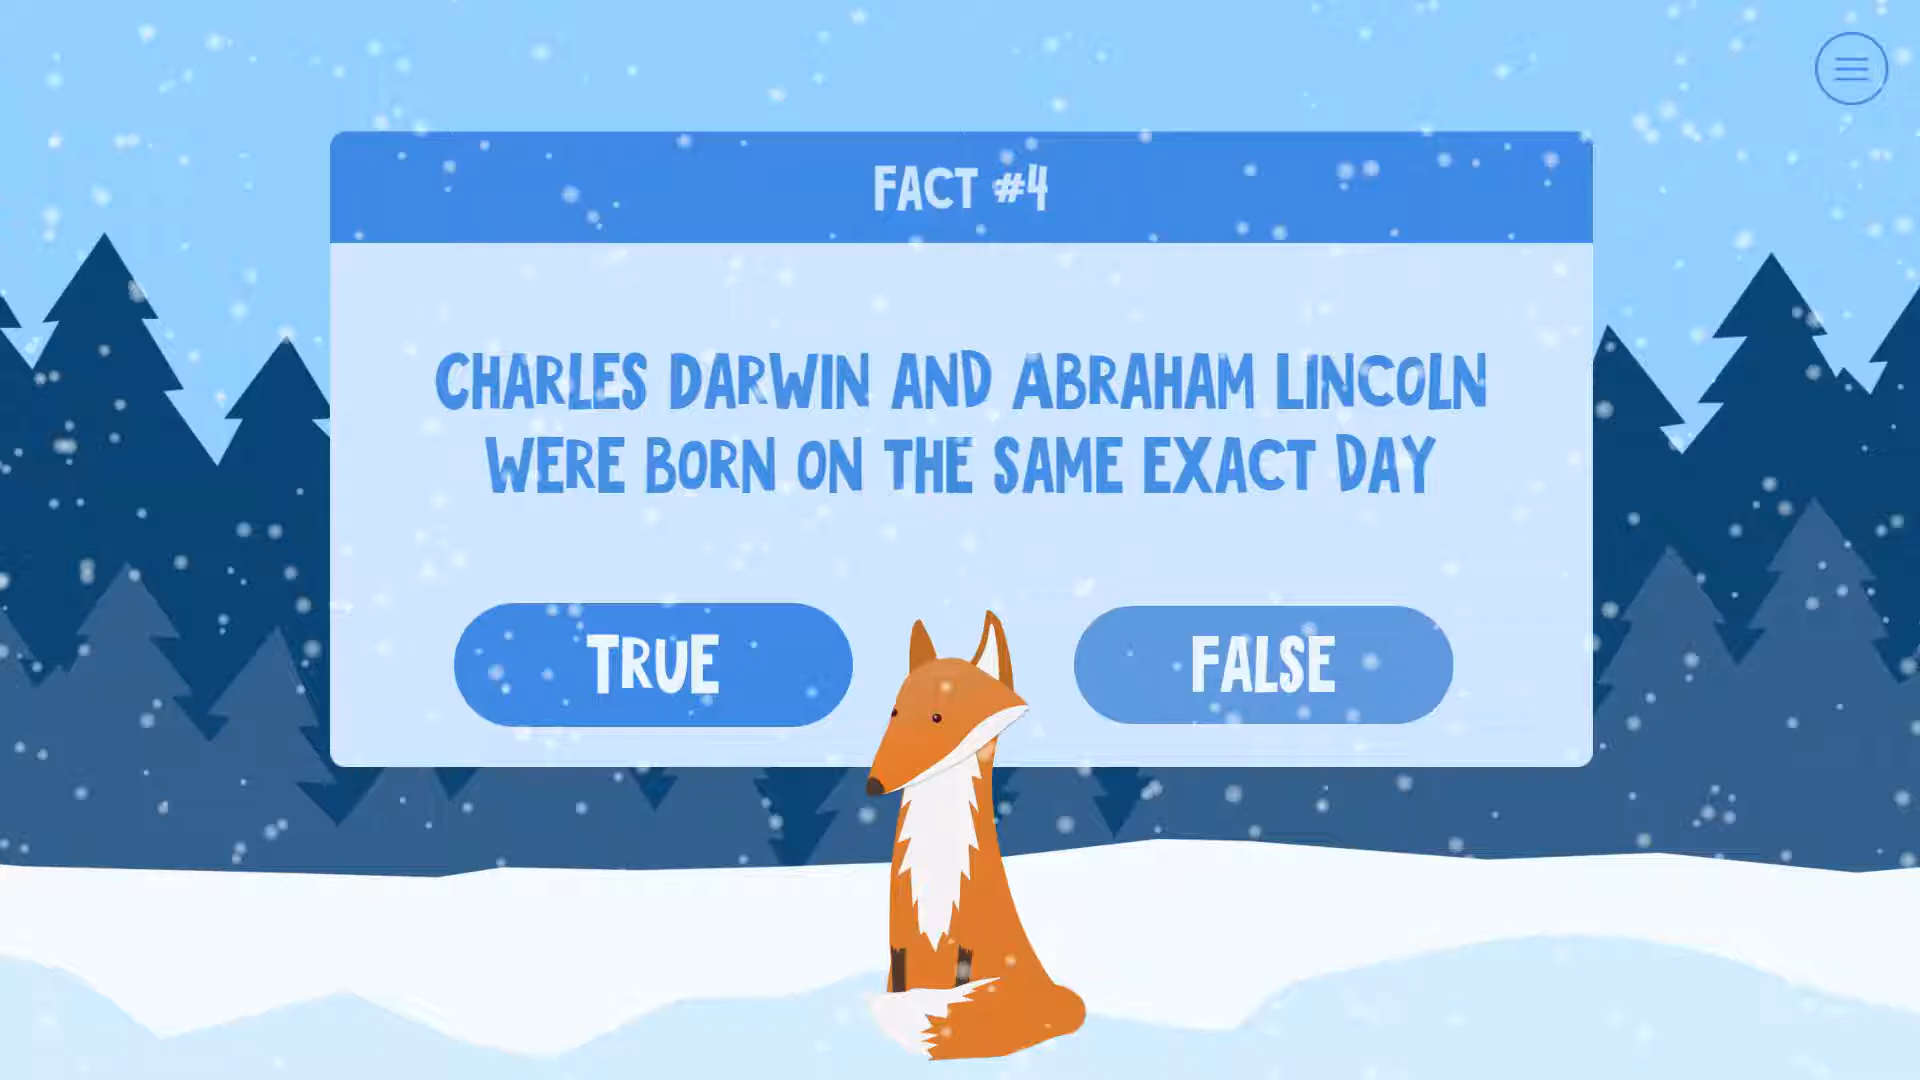 FACT #4
CHARLES DARWIN AND ABRAHAM LINCOLN
WERE BORN ON THE SAME EXACT DAY
TRUE
FALSE